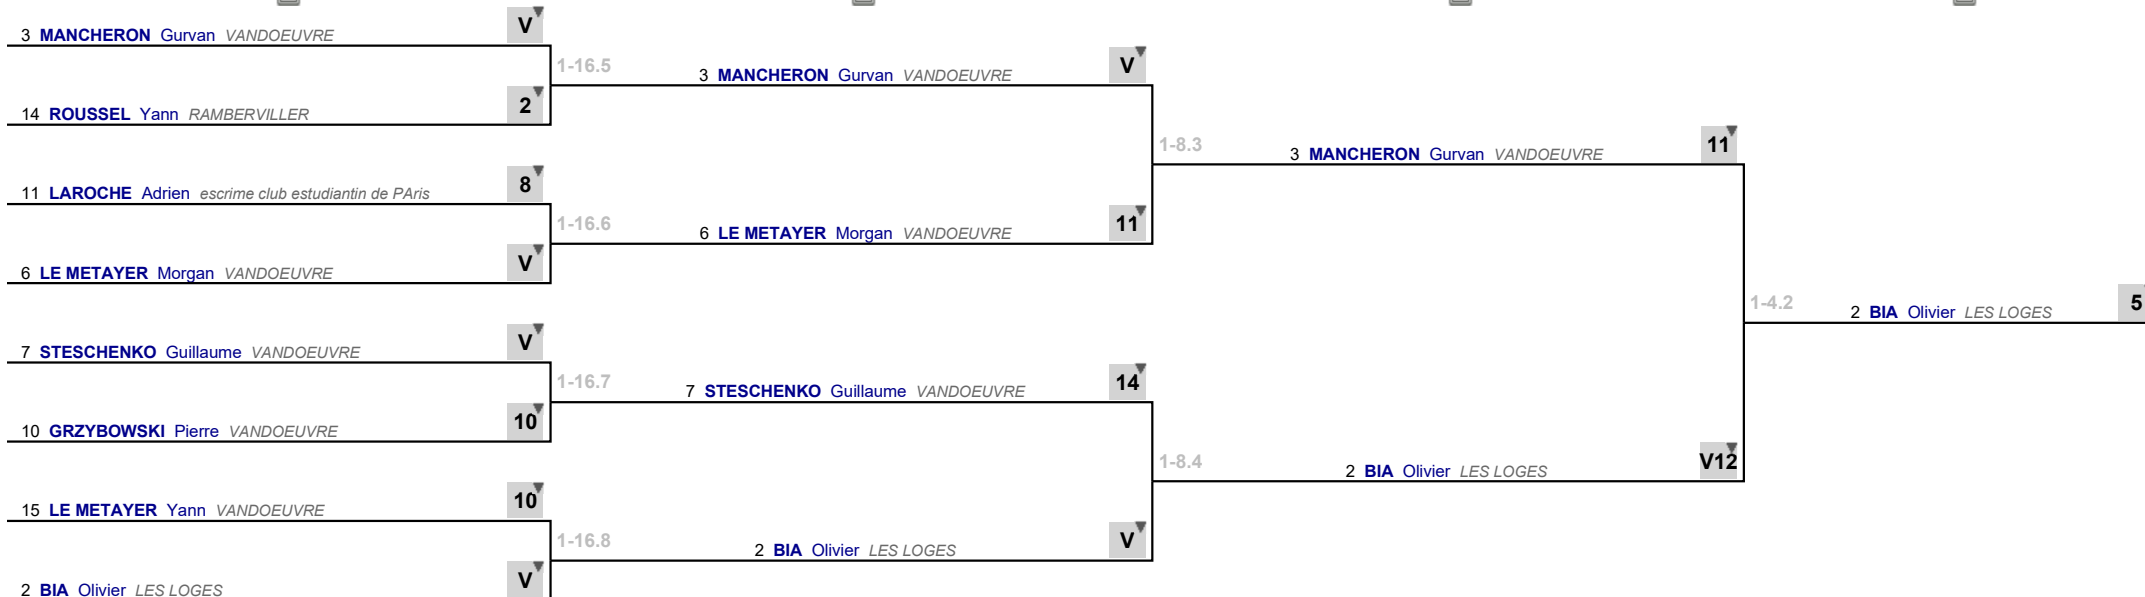 3 MANCHERON Gurvan VANDOEUVRE V
1-16.5
3 MANCHERON Gurvan VANDOEUVRE V
14 ROUSSEL Yann RAMBERVILLER 2
1-8.3
3 MANCHERON Gurvan VANDOEUVRE 11
11 LAROCHE Adrien escrime club estudiantin de PAris 8
1-16.6
6 LE METAYER Morgan VANDOEUVRE 11
6 LE METAYER Morgan VANDOEUVRE V
1-4.2
2 BIA Olivier LES LOGES 5
7 STESCHENKO Guillaume VANDOEUVRE V
1-16.7
7 STESCHENKO Guillaume VANDOEUVRE 14
10 GRZYBOWSKI Pierre VANDOEUVRE 10
1-8.4
2 BIA Olivier LES LOGES V12
15 LE METAYER Yann VANDOEUVRE 10
1-16.8
2 BIA Olivier LES LOGES V
2 BIA Olivier LES LOGES V